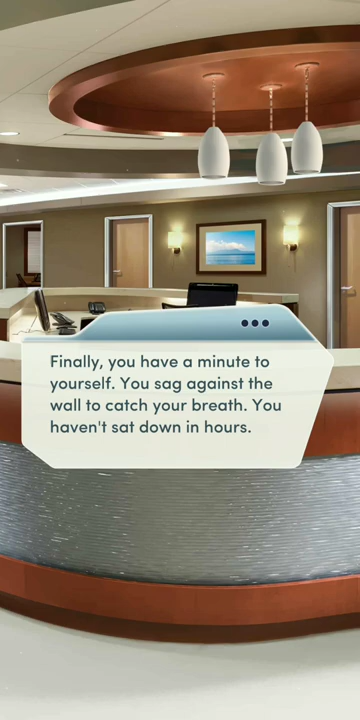 Finally, you have a minute to
yourself. You sag against the
wall to catch your breath. You
haven't sat down in hours.